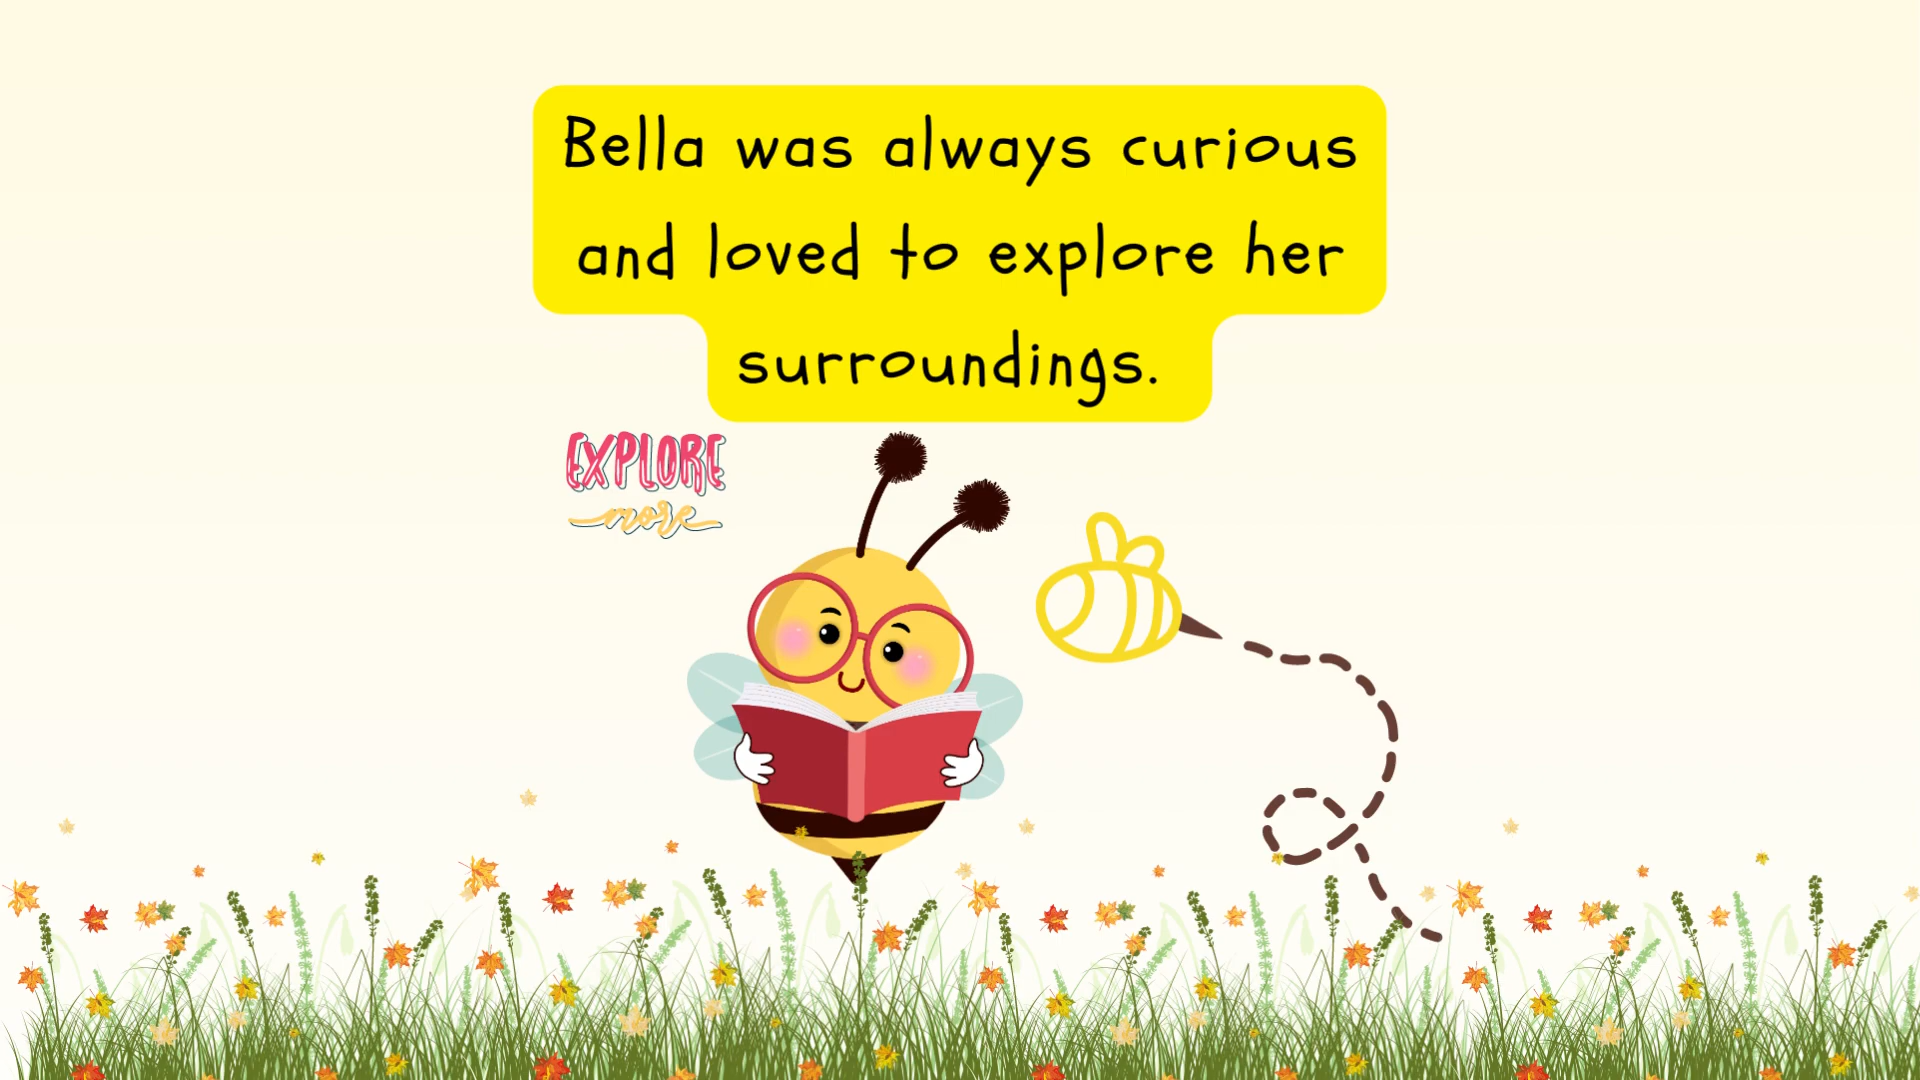 Bella was always curious
and loved to explore her
surroundings.
EXPLORE
more